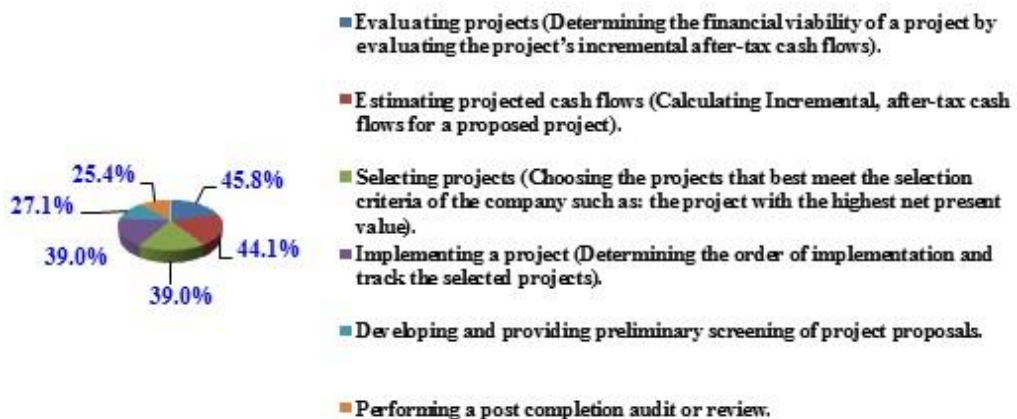 Evaluating projects (Determining the financial viability of a project by
evaluating the project's incremental after-tax cash flows).
Estimating projected cash flows (Calculating Incremental, after-tax cash
flows for a proposed project).
Selecting projects (Choosing the projects that best meet the selection
criteria of the company such as: the project with the highest net present
value).
Implementing a project (Determining the order of implementation and
track the selected projects).
Developing and providing preliminary screening of project proposals.
Performing a post completion audit or review.
25.4%
45.8%
27.1%
39.0%
44.1%
39.0%